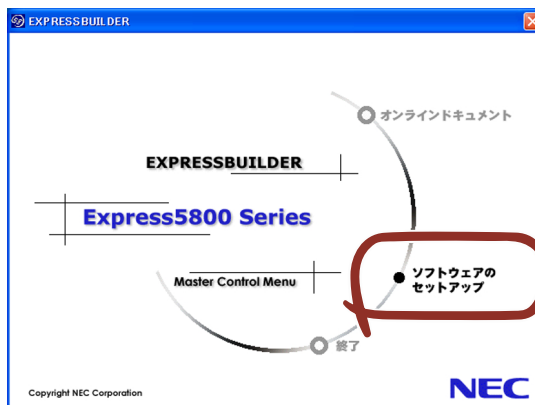 EXPRESSBUILDER
オンラインドキュメント
EXPRESSBUILDER
Express5800 Series
ソフトウェアの
セットアップ
Master Control Menu
終了
Copyright NEC Corporation
NEC